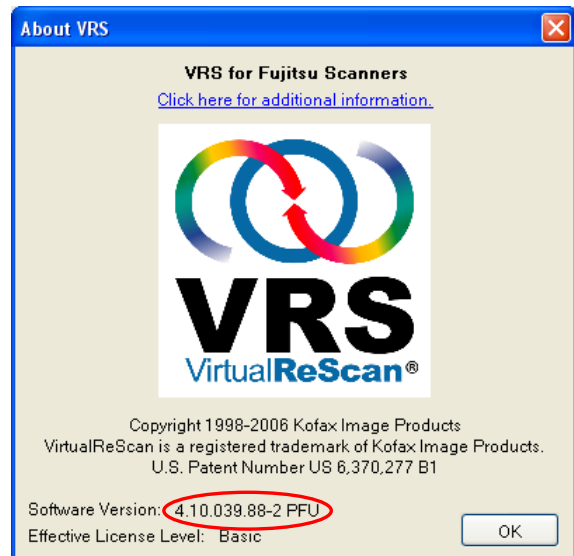 About VRS
VRS for Fujitsu Scanners
Click here for additional information.
VRS
VirtualReScan®
Copyright 1998-2006 Kofax Image Products
VirtualReScan is a registered trademark of Kofax Image Products.
U.S. Patent Number US 6,370,277 B1
Software Version: 4.10.039.88-2 PFU
Effective License Level: Basic
OK